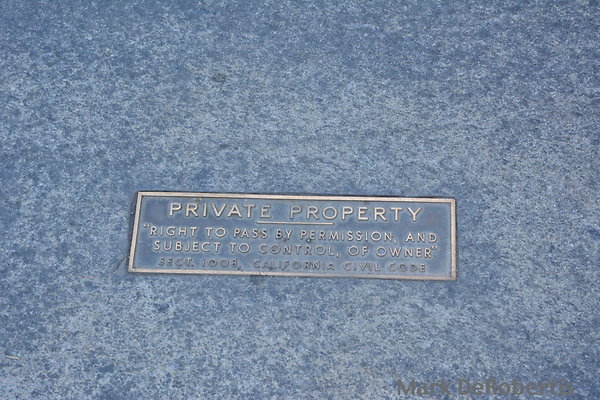 PRIVATE PROPERTY
"RIGHT TO PASS BY PERMISSION, AND
SUBJECT TO CONTROL, OF OWNER"
SECT. 1008, CALIFORNIA CIVIL CODE
Mark DeRobertis